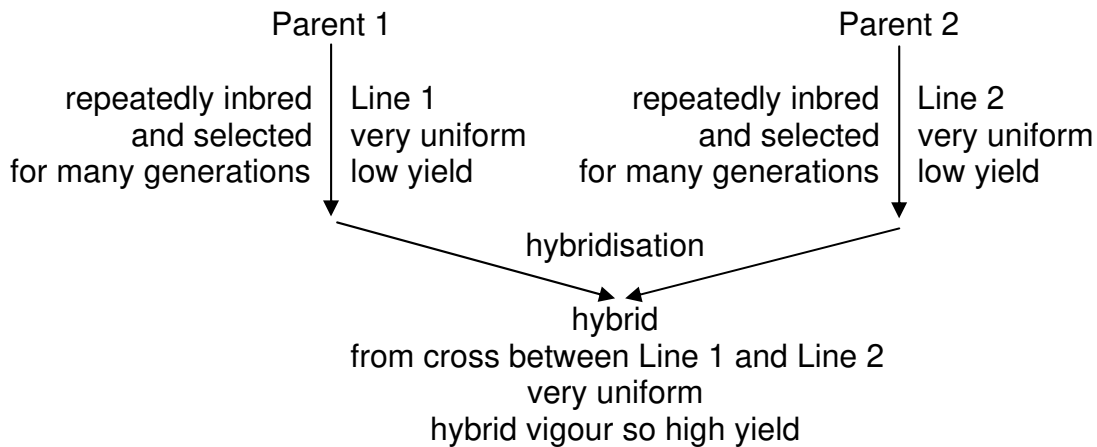 Parent 1
Parent 2
repeatedly inbred
and selected
for many generations
Line 1
very uniform
low yield
repeatedly inbred
and selected
for many generations
Line 2
very uniform
low yield
hybridisation
hybrid
from cross between Line 1 and Line 2
very uniform
hybrid vigour so high yield